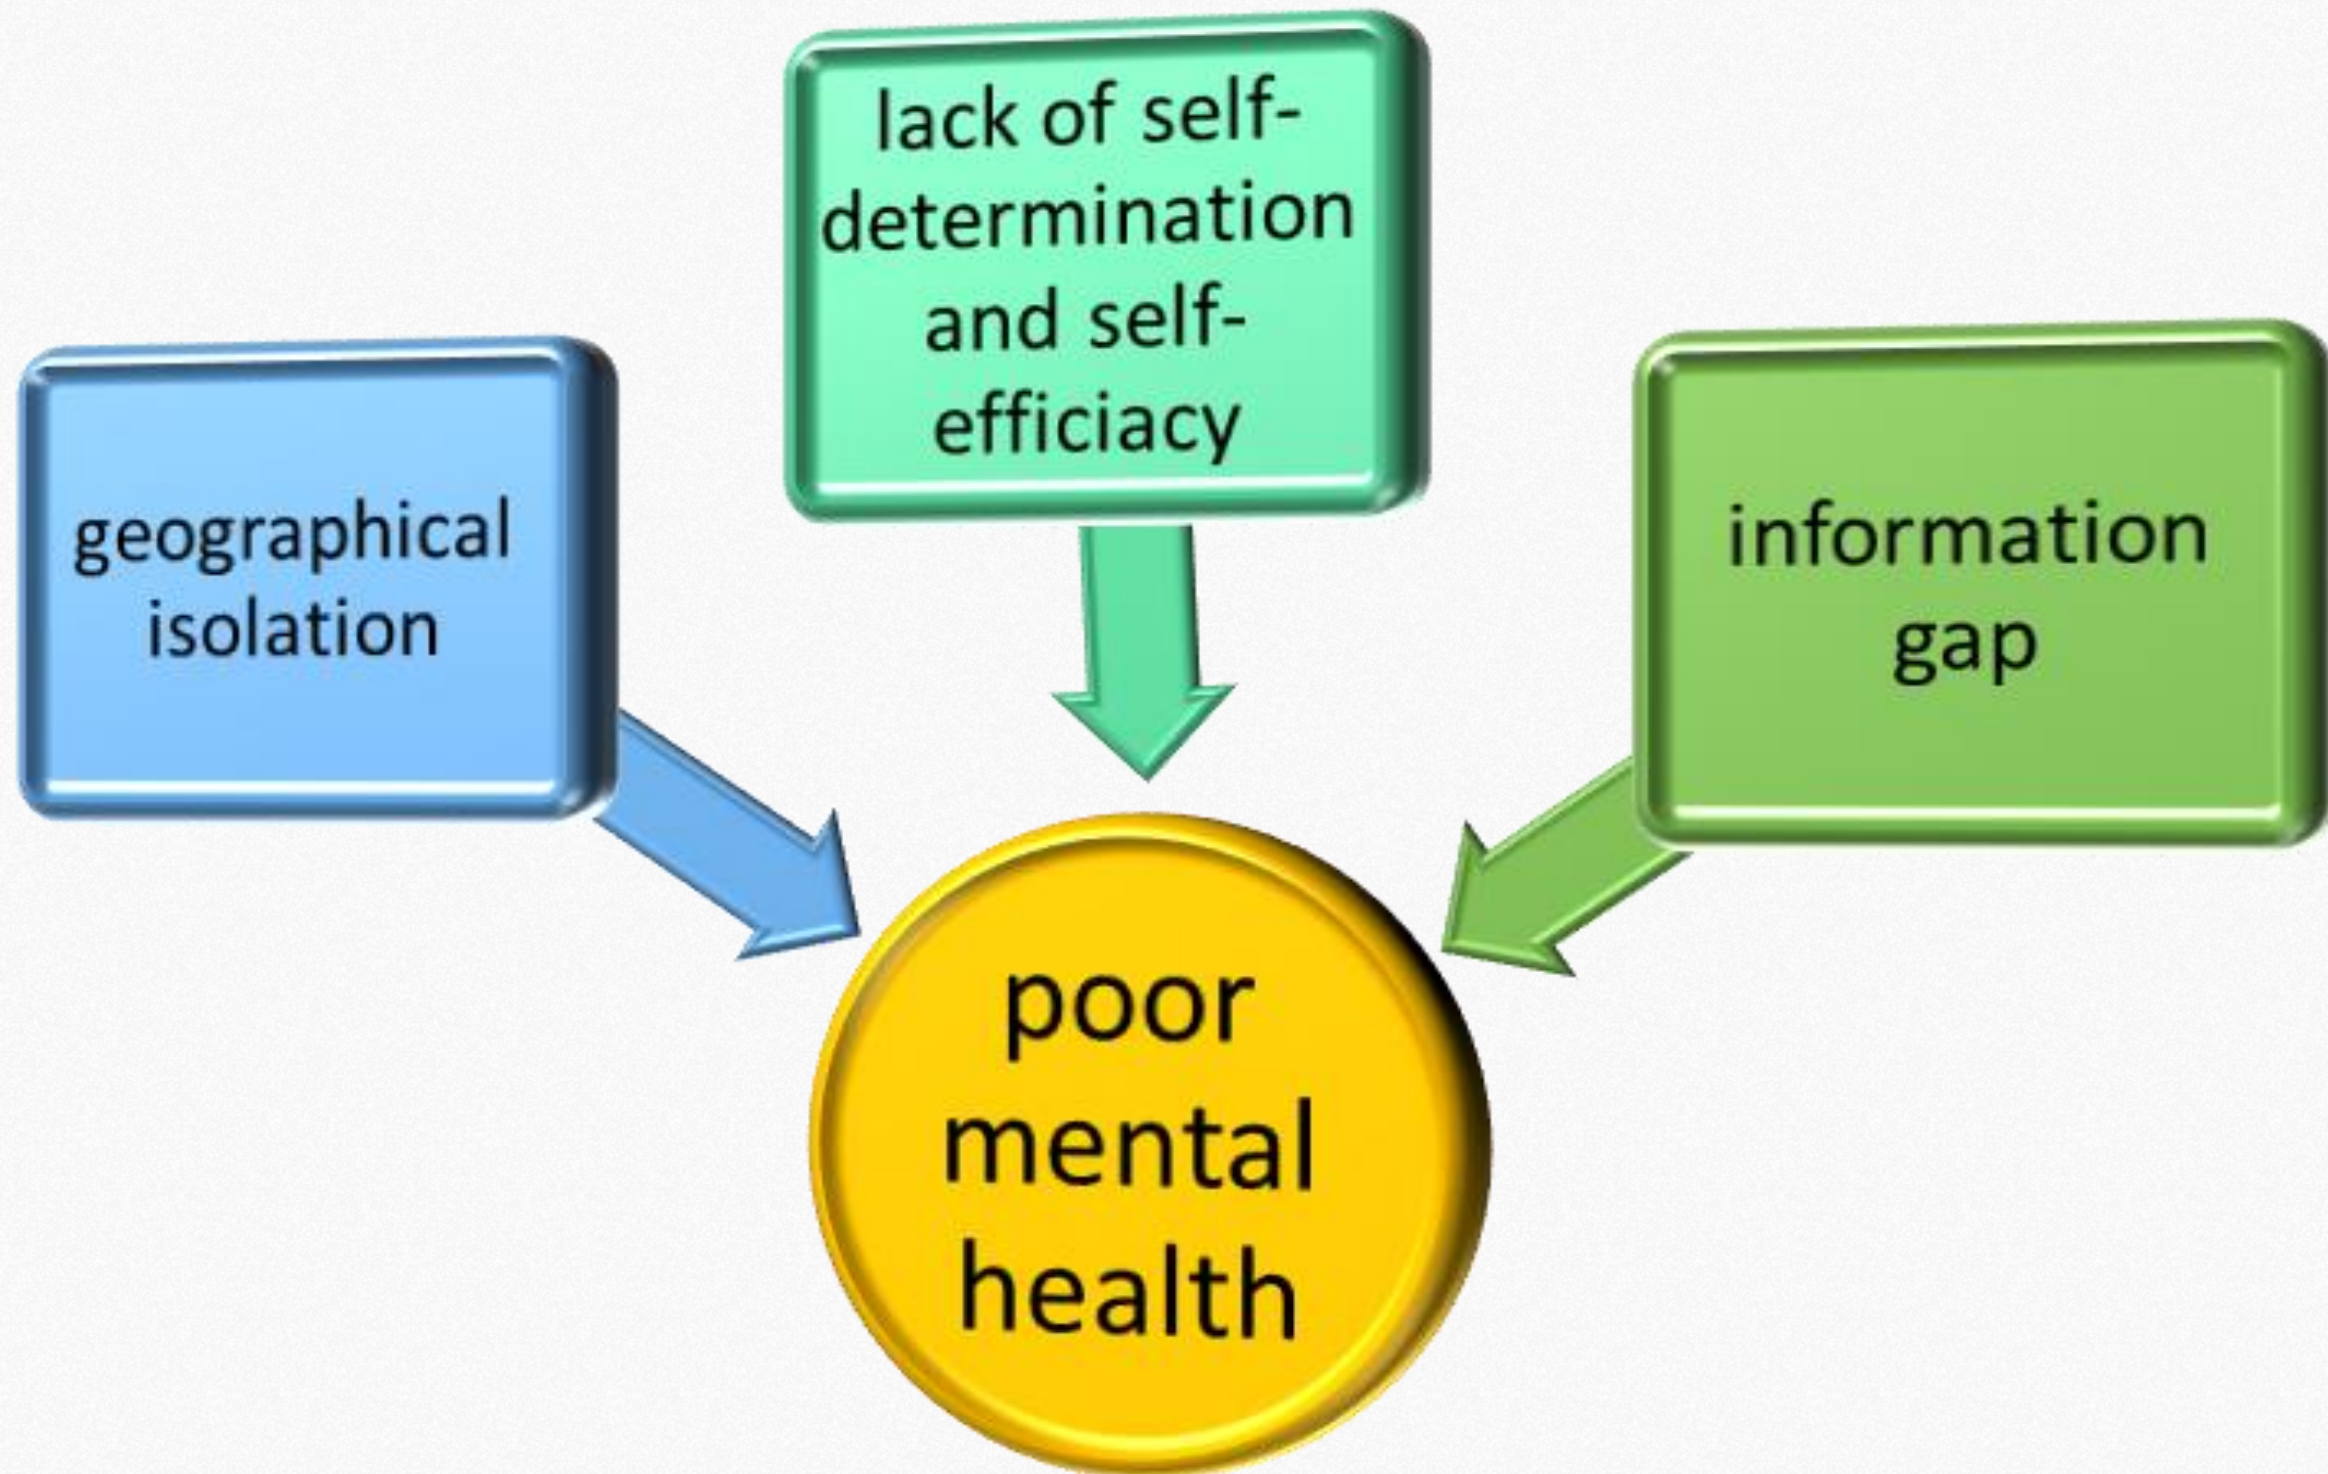 lack of self-
determination
and self-
efficiacy
geographical
isolation
information
gap
poor
mental
health